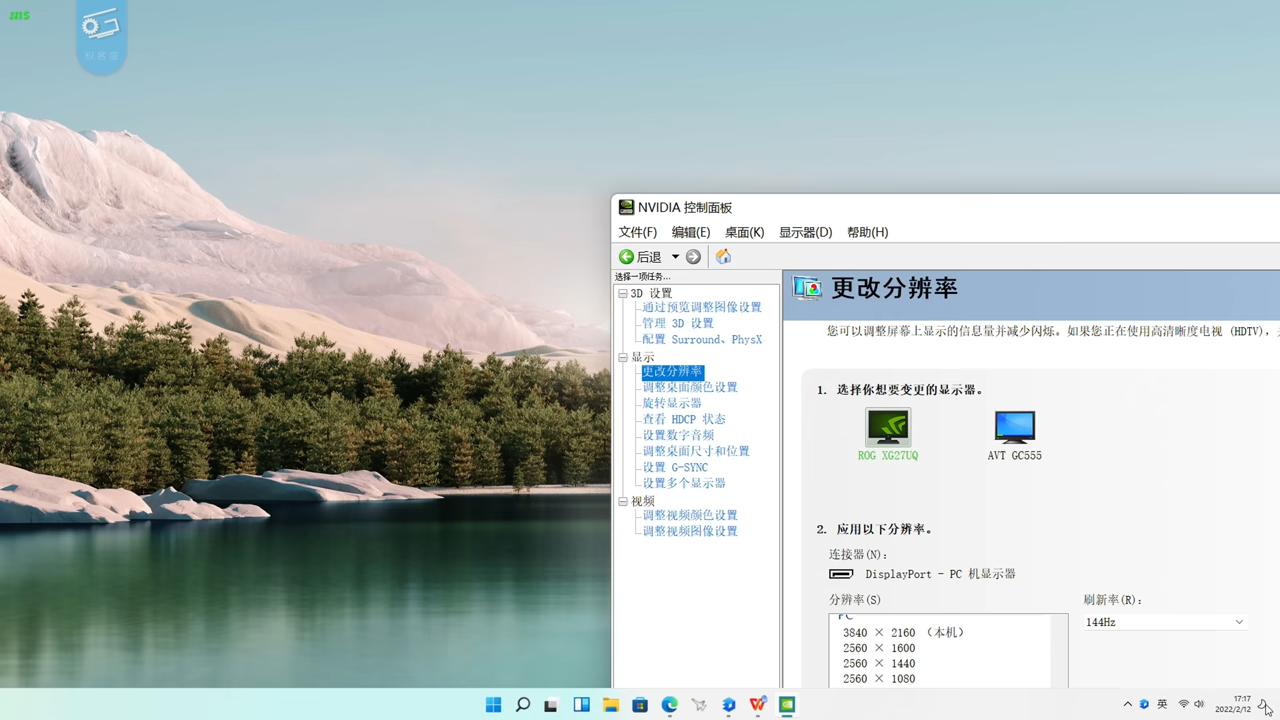 极客湾
NVIDIA 控制面板
文件(F) 编辑(E) 桌面(K) 显示器(D) 帮助(H)
后退
选择一项任务...
3D 设置
通过预览调整图像设置
管理 3D 设置
配置 Surround、PhysX
显示
更改分辨率
调整桌面颜色设置
旋转显示器
查看 HDCP 状态
设置数字音频
调整桌面尺寸和位置
设置 G-SYNC
设置多个显示器
视频
调整视频颜色设置
调整视频图像设置
更改分辨率
您可以调整屏幕上显示的信息量并减少闪烁。如果您正在使用高清晰度电视 (HDTV)，
1. 选择你想要变更的显示器。
ROG XG27UQ
AVT GC555
2. 应用以下分辨率。
连接器(N):
DisplayPort - PC 机显示器
分辨率(S)
刷新率(R):
PC
144Hz
3840 × 2160 (本机)
2560 × 1600
2560 × 1440
2560 × 1080
英
17:17
2022/2/12